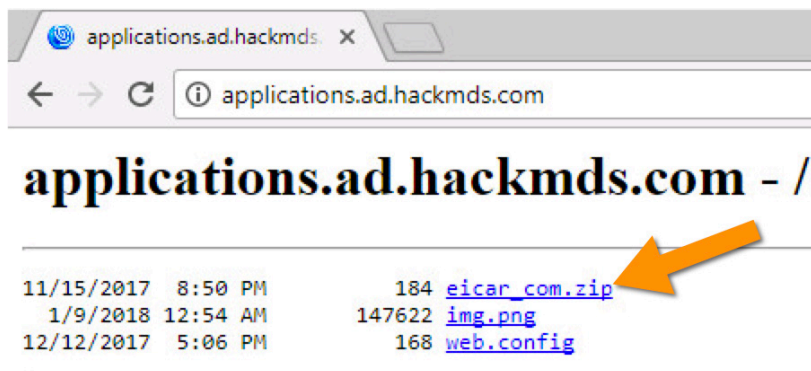 applications.ad.hackmds.
applications.ad.hackmds.com
applications.ad.hackmds.com - /
11/15/2017 8:50 PM 184 eicar_com.zip
1/9/2018 12:54 AM 147622 img.png
12/12/2017 5:06 PM 168 web.config